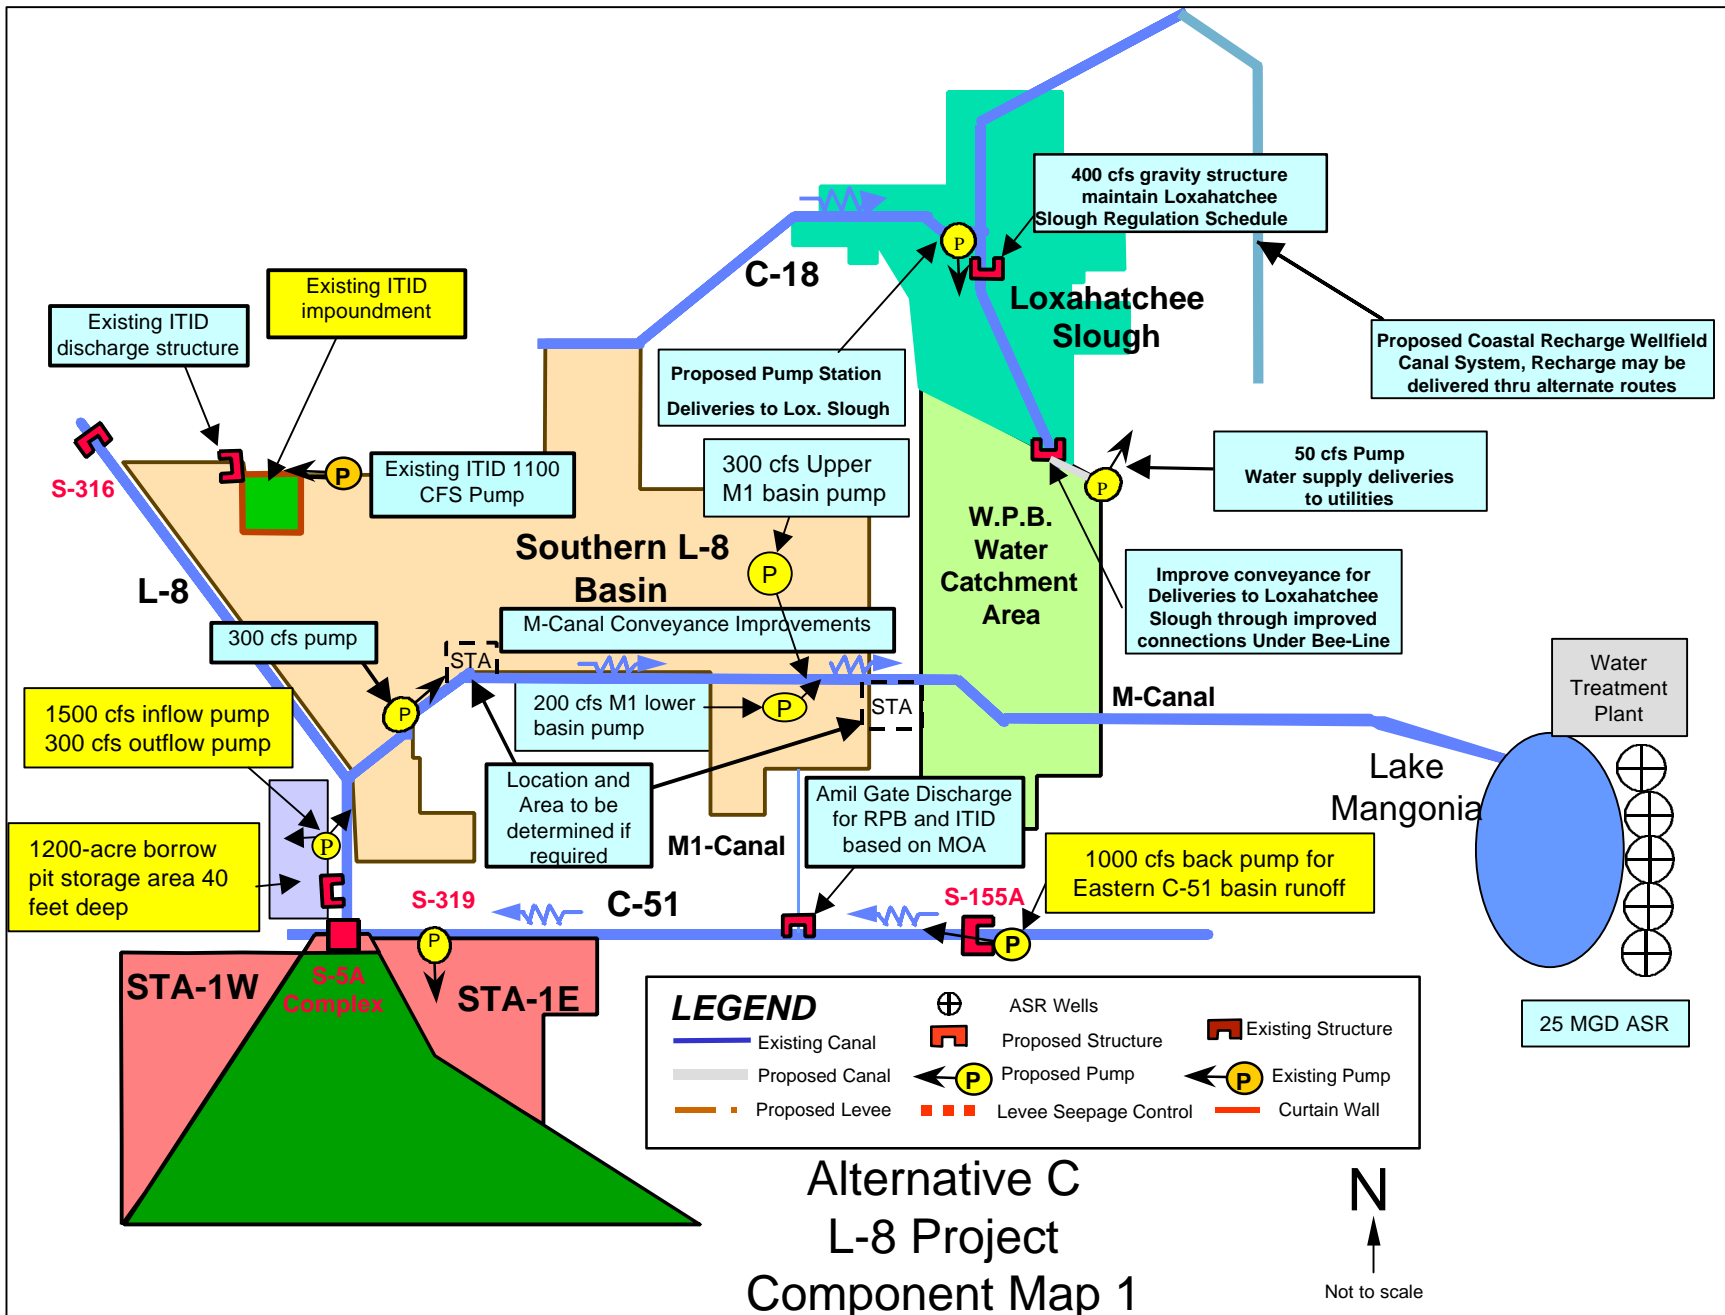 400 cfs gravity structure
maintain Loxahatchee
Slough Regulation Schedule
C-18
Existing ITID
impoundment
Existing ITID
discharge structure
Loxahatchee
Slough
P
Proposed Pump Station
Deliveries to Lox. Slough
Proposed Coastal Recharge Wellfield
Canal System, Recharge may be
delivered thru alternate routes
S-316
P
Existing ITID 1100
CFS Pump
300 cfs Upper
M1 basin pump
50 cfs Pump
Water supply deliveries
to utilities
P
W.P.B.
Water
Catchment
Area
Southern L-8
Basin
P
L-8
Improve conveyance for
Deliveries to Loxahatchee
Slough through improved
connections Under Bee-Line
M-Canal Conveyance Improvements
300 cfs pump
STA
P
200 cfs M1 lower
basin pump
P
STA
M-Canal
Water
Treatment
Plant
1500 cfs inflow pump
300 cfs outflow pump
Location and
Area to be
determined if
required
Amil Gate Discharge
for RPB and ITID
based on MOA
Lake
Mangonia
P
M1-Canal
1200-acre borrow
pit storage area 40
feet deep
1000 cfs back pump for
Eastern C-51 basin runoff
S-319
C-51
S-155A
P
P
STA-1W
S-5A
Complex
STA-1E
LEGEND
ASR Wells
Existing Canal
Proposed Structure
Existing Structure
Proposed Canal
P
Proposed Pump
P
Existing Pump
Proposed Levee
Levee Seepage Control
Curtain Wall
25 MGD ASR
Alternative C
L-8 Project
Component Map 1
N
Not to scale